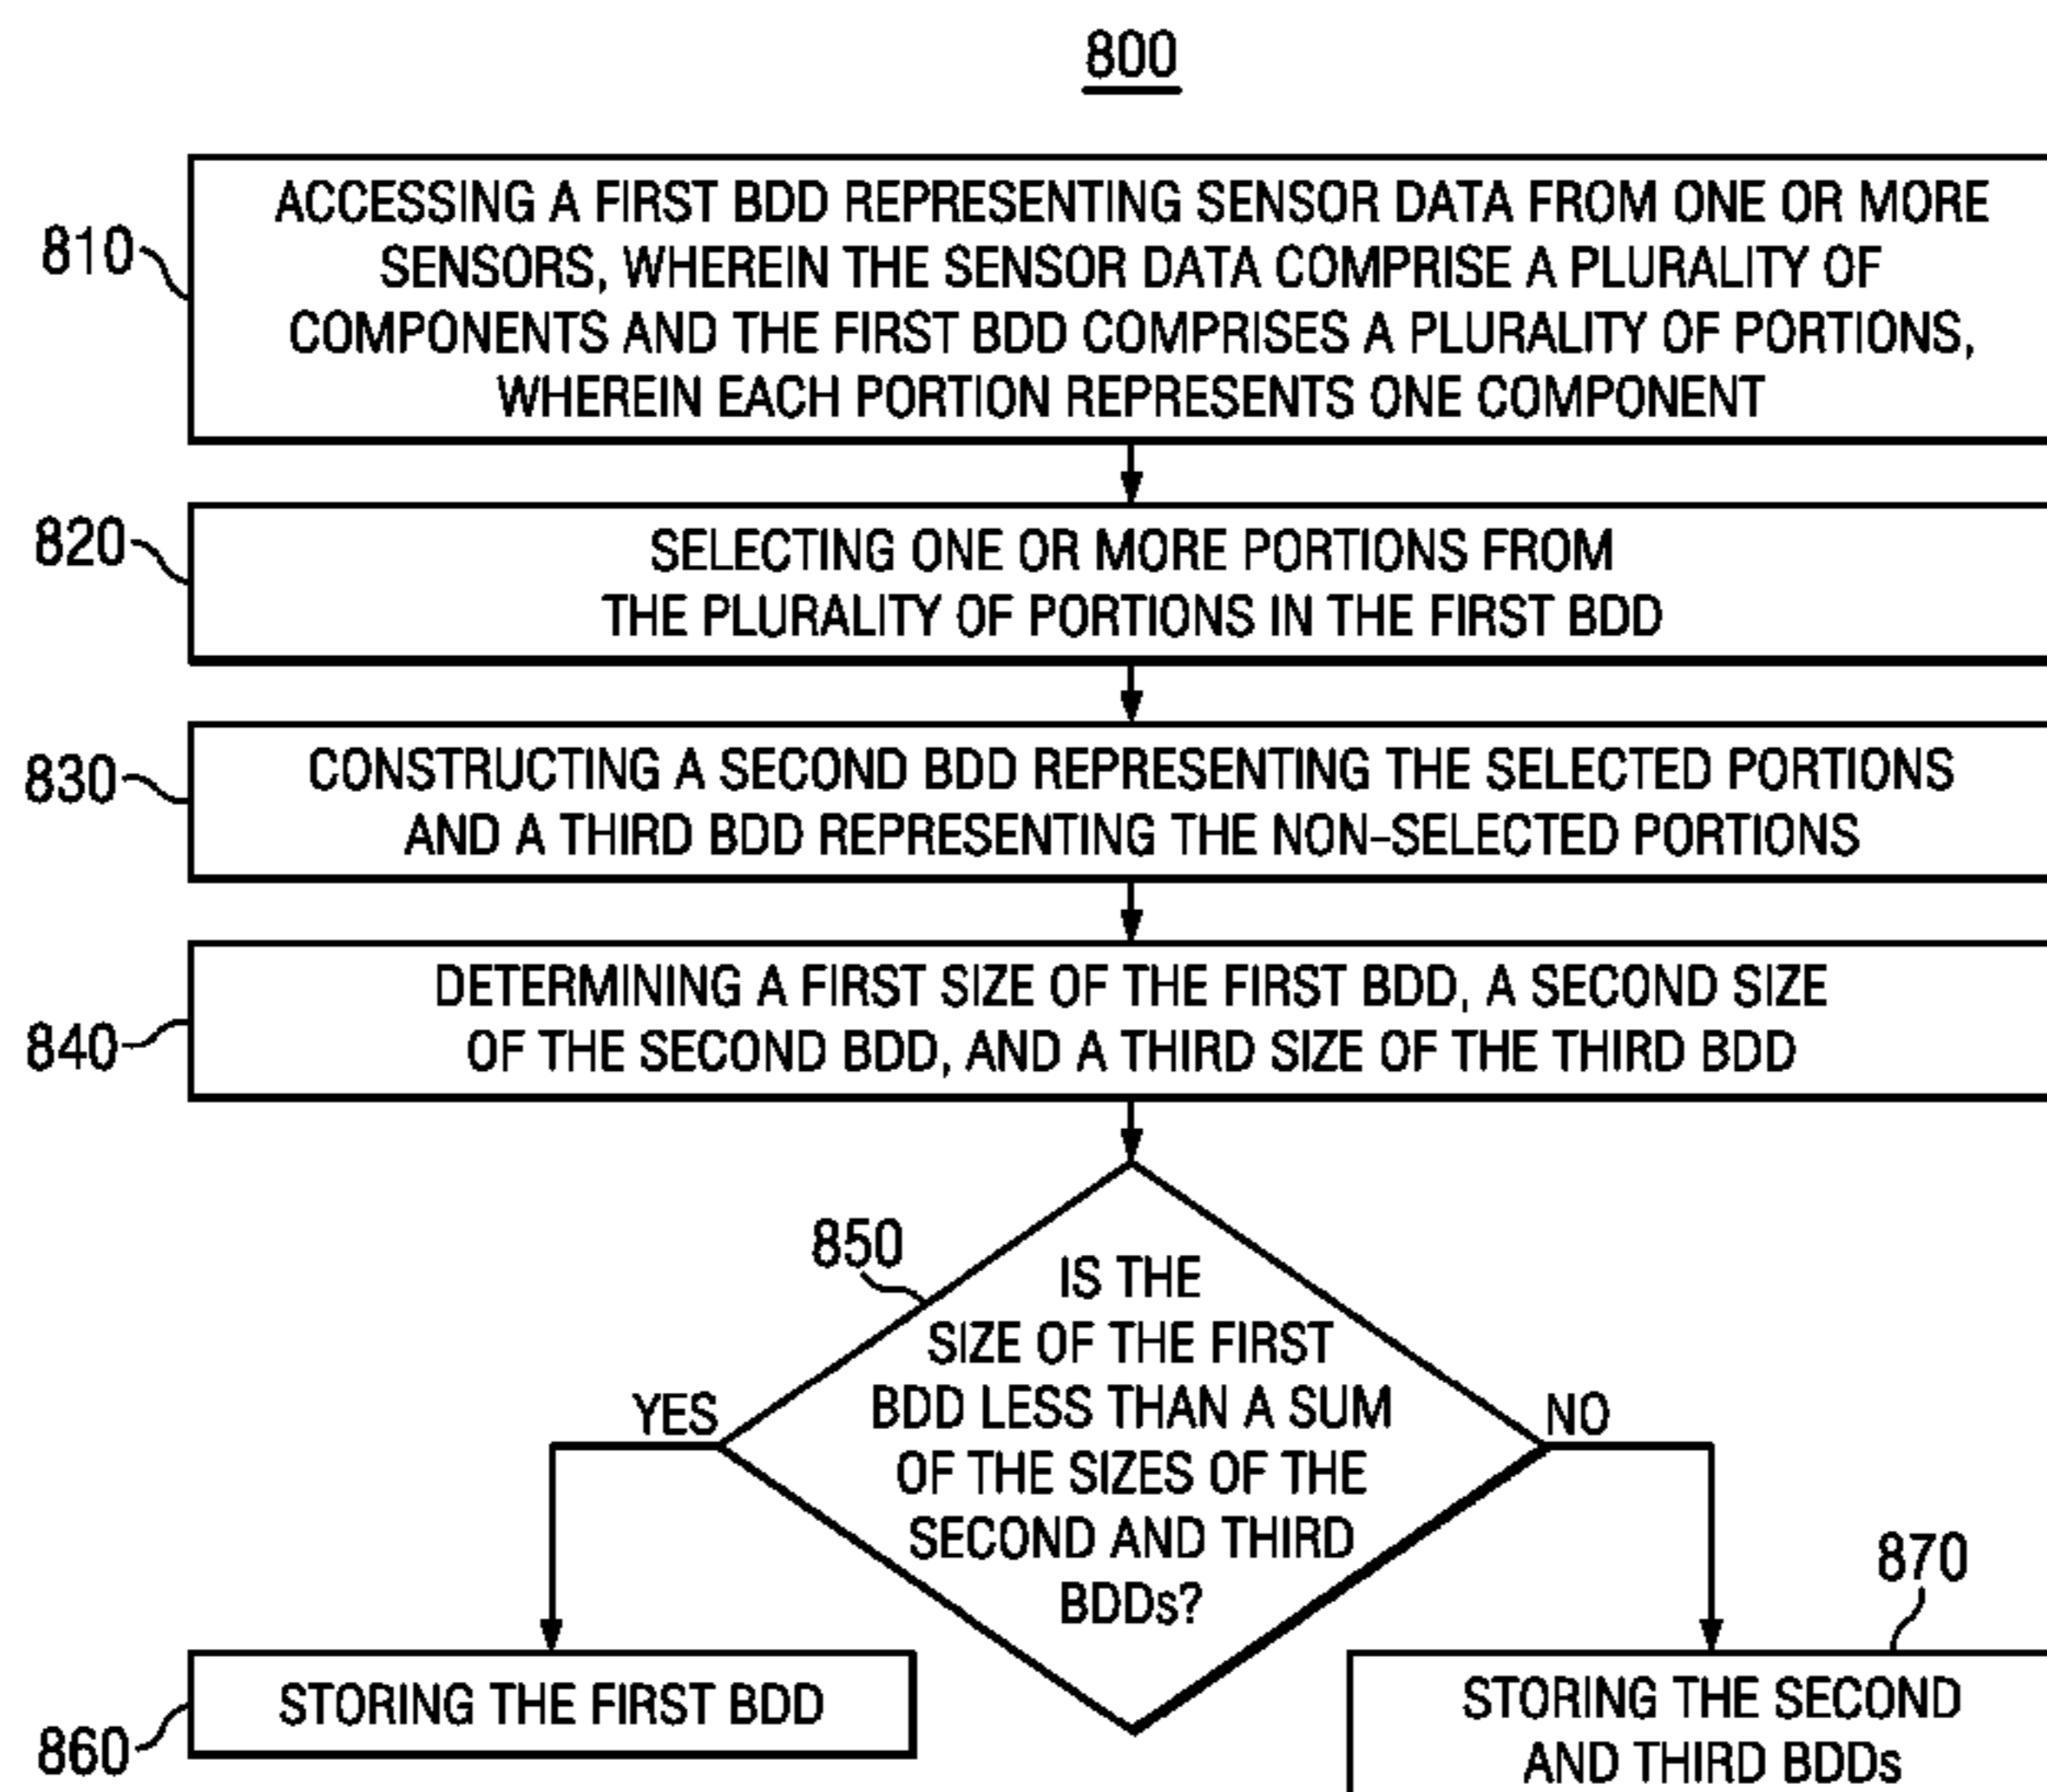 800
810
ACCESSING A FIRST BDD REPRESENTING SENSOR DATA FROM ONE OR MORE
SENSORS, WHEREIN THE SENSOR DATA COMPRISE A PLURALITY OF
COMPONENTS AND THE FIRST BDD COMPRISES A PLURALITY OF PORTIONS,
WHEREIN EACH PORTION REPRESENTS ONE COMPONENT
820
SELECTING ONE OR MORE PORTIONS FROM
THE PLURALITY OF PORTIONS IN THE FIRST BDD
830
CONSTRUCTING A SECOND BDD REPRESENTING THE SELECTED PORTIONS
AND A THIRD BDD REPRESENTING THE NON-SELECTED PORTIONS
840
DETERMINING A FIRST SIZE OF THE FIRST BDD, A SECOND SIZE
OF THE SECOND BDD, AND A THIRD SIZE OF THE THIRD BDD
850
IS THE
SIZE OF THE FIRST
BDD LESS THAN A SUM
OF THE SIZES OF THE
SECOND AND THIRD
BDDs?
YES
NO
860
STORING THE FIRST BDD
870
STORING THE SECOND
AND THIRD BDDs